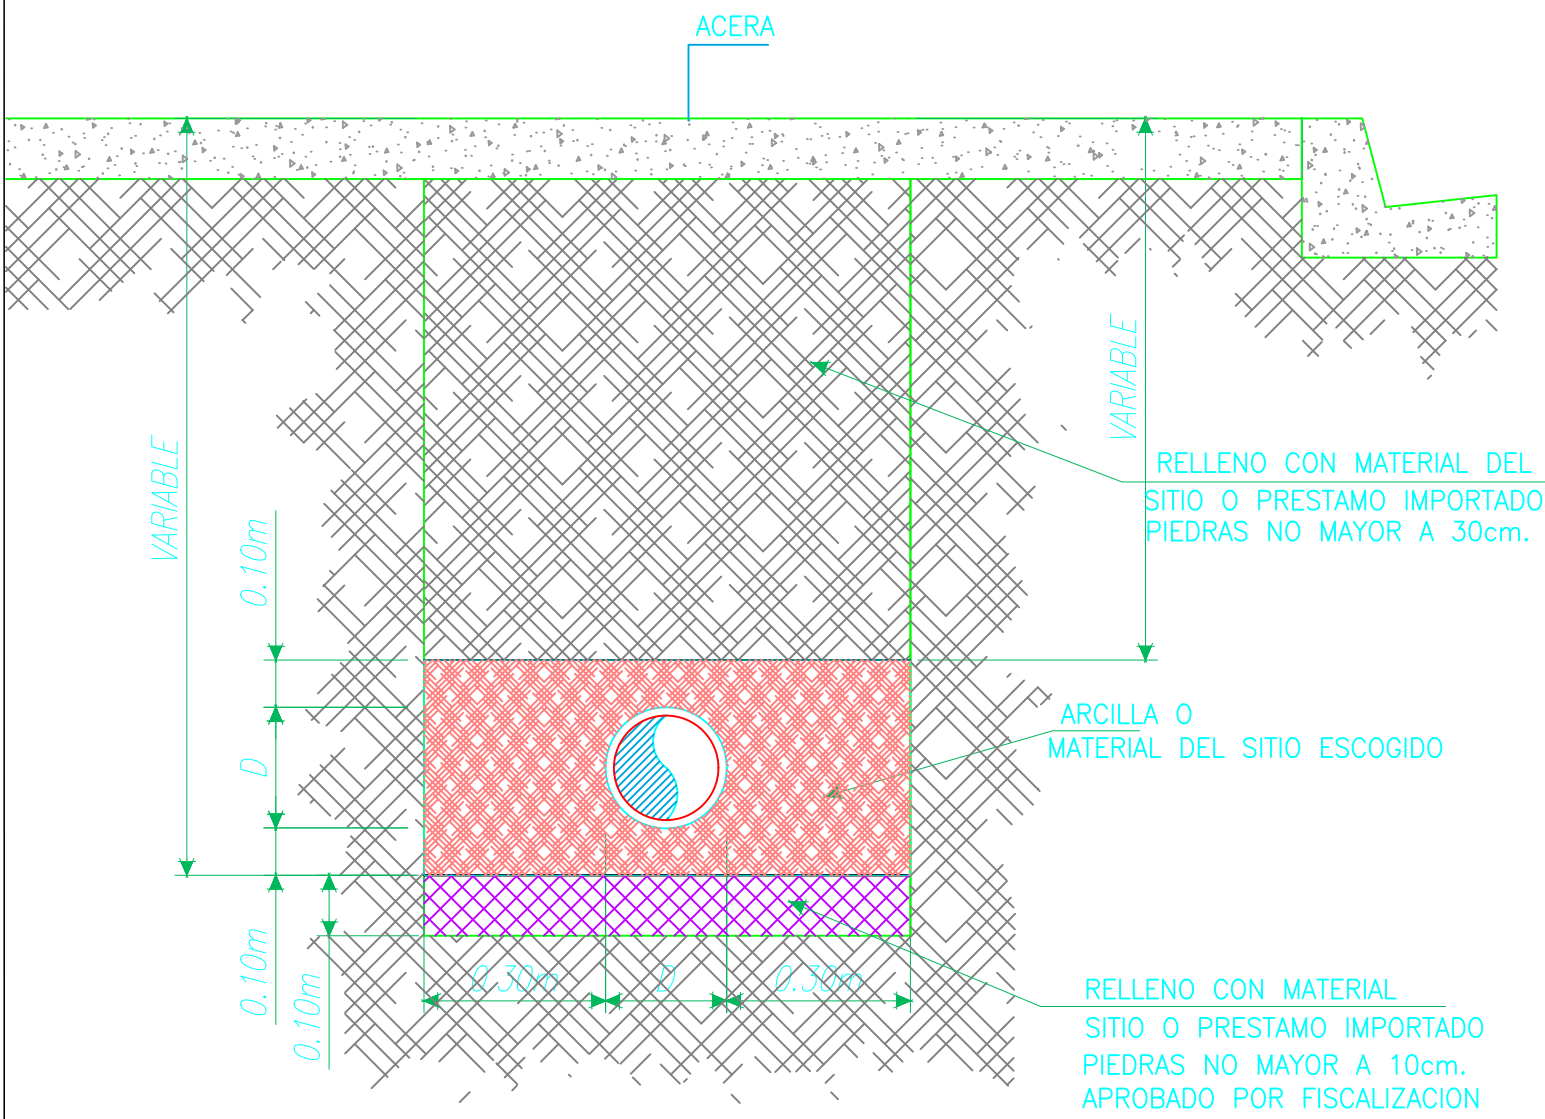 ACERA
VARIABLE
VARIABLE
RELLENO CON MATERIAL DEL
SITIO O PRESTAMO IMPORTADO
PIEDRAS NO MAYOR A 30cm.
0.10m
D
ARCILLA O
MATERIAL DEL SITIO ESCOGIDO
0.10m
0.10m
0.30m
D
0.30m
RELLENO CON MATERIAL
SITIO O PRESTAMO IMPORTADO
PIEDRAS NO MAYOR A 10cm.
APROBADO POR FISCALIZACION